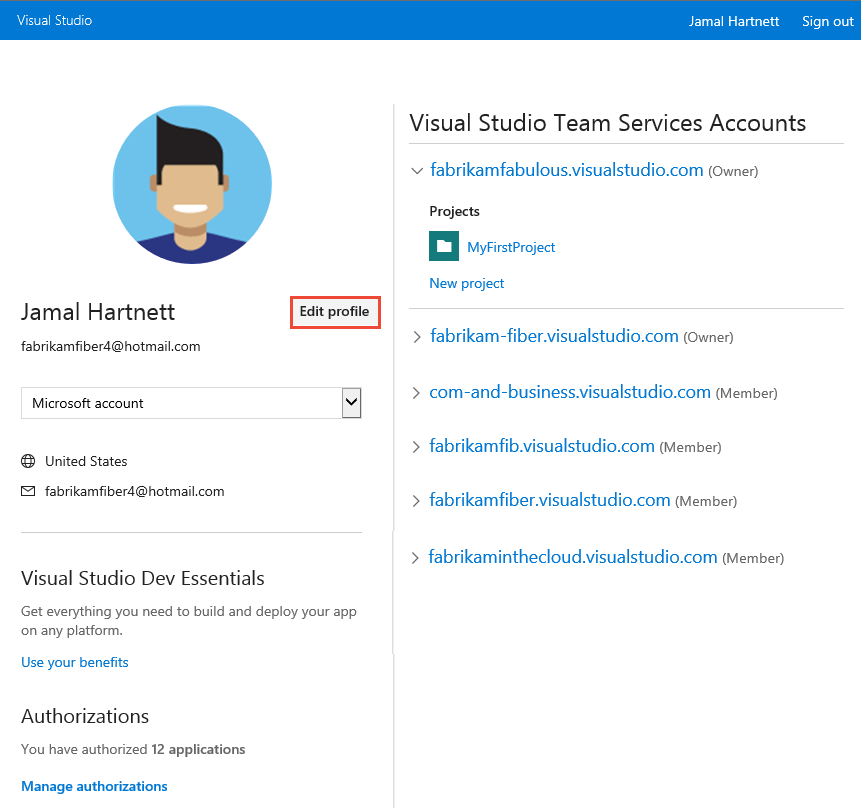 Visual Studio
Jamal Hartnett
Sign out
Jamal Hartnett
Edit profile
fabrikamfiber4@hotmail.com
Microsoft account
United States
fabrikamfiber4@hotmail.com
Visual Studio Dev Essentials
Get everything you need to build and deploy your app
on any platform.
Use your benefits
Authorizations
You have authorized 12 applications
Manage authorizations
Visual Studio Team Services Accounts
fabrikamfabulous.visualstudio.com (Owner)
Projects
MyFirstProject
New project
fabrikam-fiber.visualstudio.com (Owner)
com-and-business.visualstudio.com (Member)
fabrikamfib.visualstudio.com (Member)
fabrikamfiber.visualstudio.com (Member)
fabrikaminthecloud.visualstudio.com (Member)